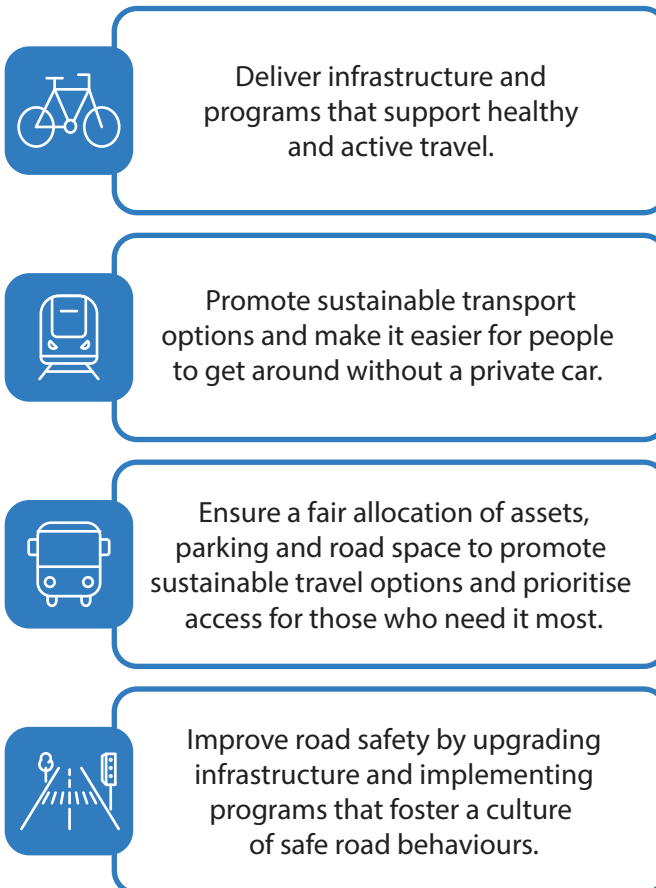 Deliver infrastructure and
programs that support healthy
and active travel.
Promote sustainable transport
options and make it easier for people
to get around without a private car.
Ensure a fair allocation of assets,
parking and road space to promote
sustainable travel options and prioritise
access for those who need it most.
Improve road safety by upgrading
infrastructure and implementing
programs that foster a culture
of safe road behaviours.